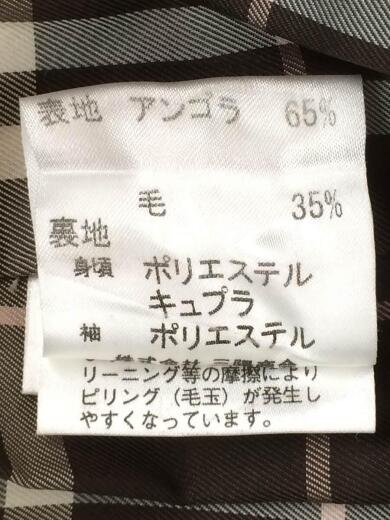 表地 アンゴラ 65%
毛 35%
裏地
身頃 ポリエステル
キュプラ
袖 ポリエステル
リーニング等の摩擦により
ピリング（毛玉）が発生し
やすくなっています。